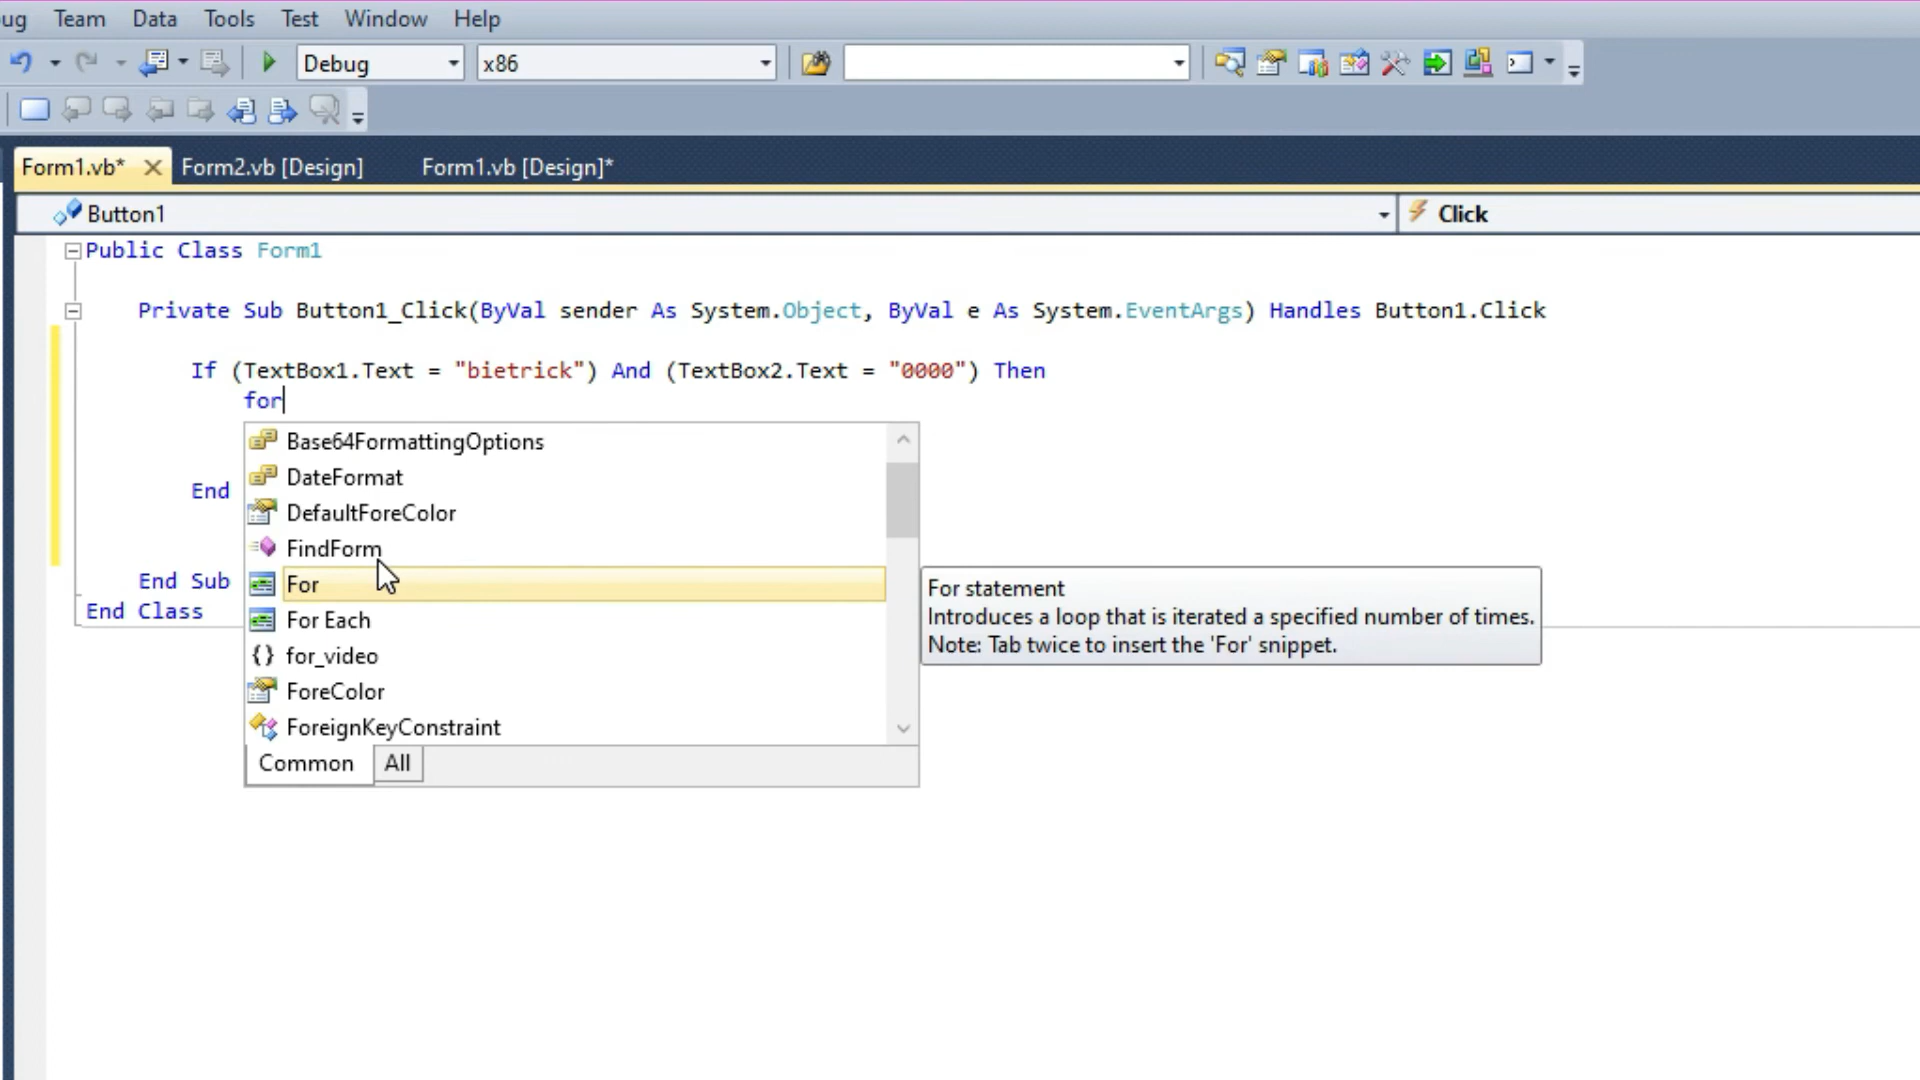 ug Team Data Tools Test Window Help
Debug x86
Form1.vb* Form2.vb [Design] Form1.vb [Design]*
Button1 Click
Public Class Form1
Private Sub Button1_Click(ByVal sender As System.Object, ByVal e As System.EventArgs) Handles Button1.Click
If (TextBox1.Text = "bietrick") And (TextBox2.Text = "0000") Then
for
Base64FormattingOptions
DateFormat
End
DefaultForeColor
FindForm
End Sub
For
For statement
Introduces a loop that is iterated a specified number of times.
Note: Tab twice to insert the 'For' snippet.
End Class
For Each
for_video
ForeColor
ForeignKeyConstraint
Common All